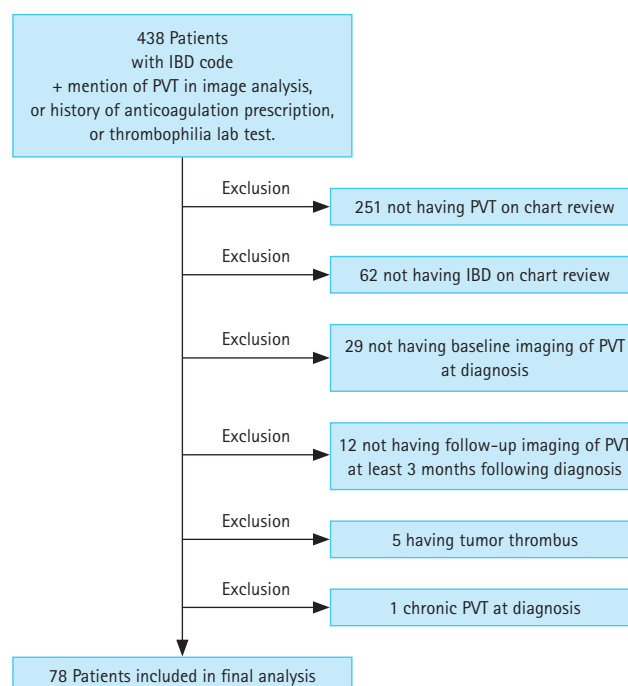 438 Patients
with IBD code
+ mention of PVT in image analysis,
or history of anticoagulation prescription,
or thrombophilia lab test.
Exclusion
251 not having PVT on chart review
Exclusion
62 not having IBD on chart review
Exclusion
29 not having baseline imaging of PVT
at diagnosis
Exclusion
12 not having follow-up imaging of PVT
at least 3 months following diagnosis
Exclusion
5 having tumor thrombus
Exclusion
1 chronic PVT at diagnosis
78 Patients included in final analysis